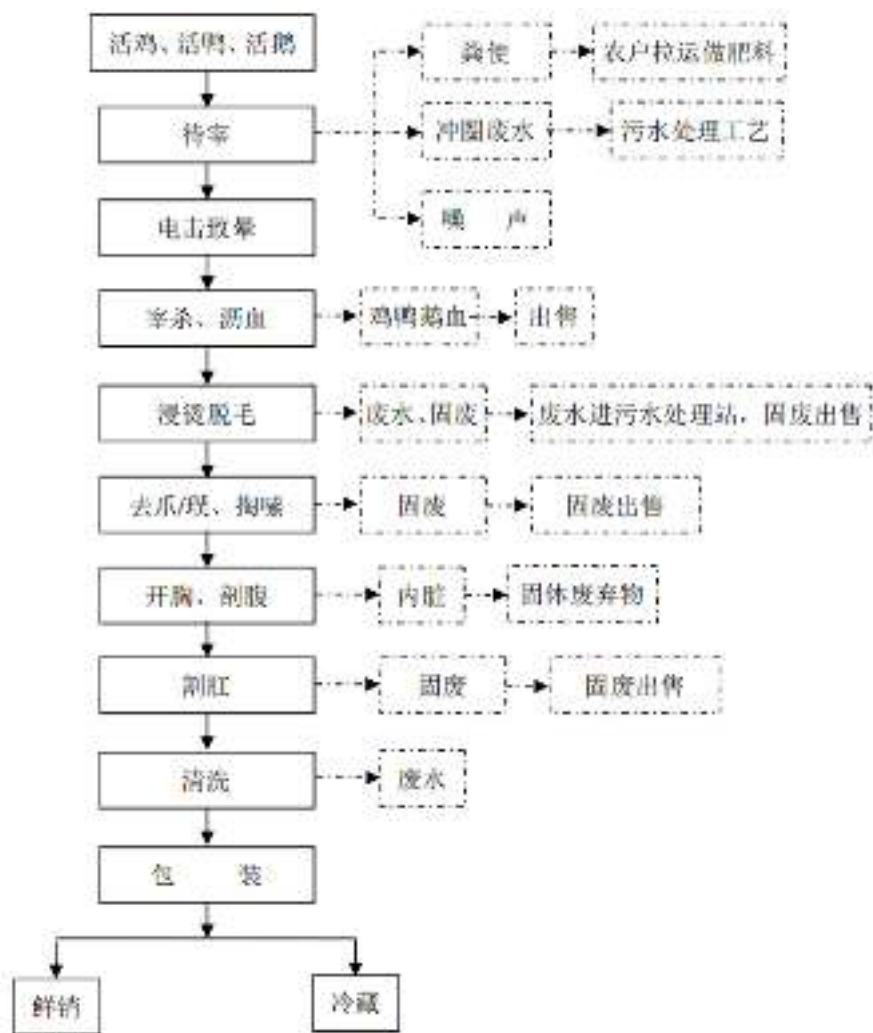 活鸡、活鸭、活鹅
粪便
农户拉运做肥料
待宰
冲圈废水
污水处理工艺
噪 声
电击致晕
宰杀、沥血
鸡鸭鹅血
出售
浸烫脱毛
废水、固废
废水进污水处理站，固废出售
去爪/璞、掏嗉
固废
固废出售
开胸、剖腹
内脏
固体废弃物
割肛
固废
固废出售
清洗
废水
包 装
鲜销
冷藏